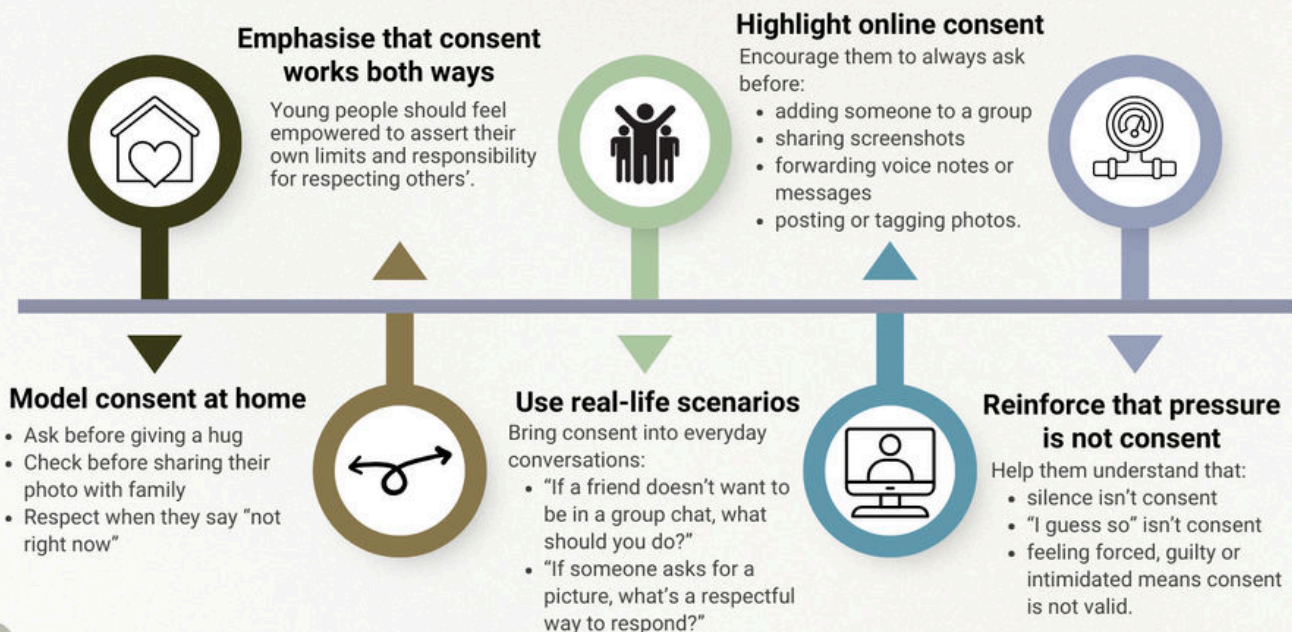 Model consent at home
• Ask before giving a hug
• Check before sharing their
photo with family
• Respect when they say “not
right now”
Emphasise that consent
works both ways
Young people should feel
empowered to assert their
own limits and responsibility
for respecting others’.
Use real-life scenarios
Bring consent into everyday
conversations:
• “If a friend doesn’t want to
be in a group chat, what
should you do?”
• “If someone asks for a
picture, what’s a respectful
way to respond?”
Highlight online consent
Encourage them to always ask
before:
• adding someone to a group
• sharing screenshots
• forwarding voice notes or
messages
• posting or tagging photos.
Reinforce that pressure
is not consent
Help them understand that:
• silence isn’t consent
• “I guess so” isn’t consent
• feeling forced, guilty or
intimidated means consent
is not valid.